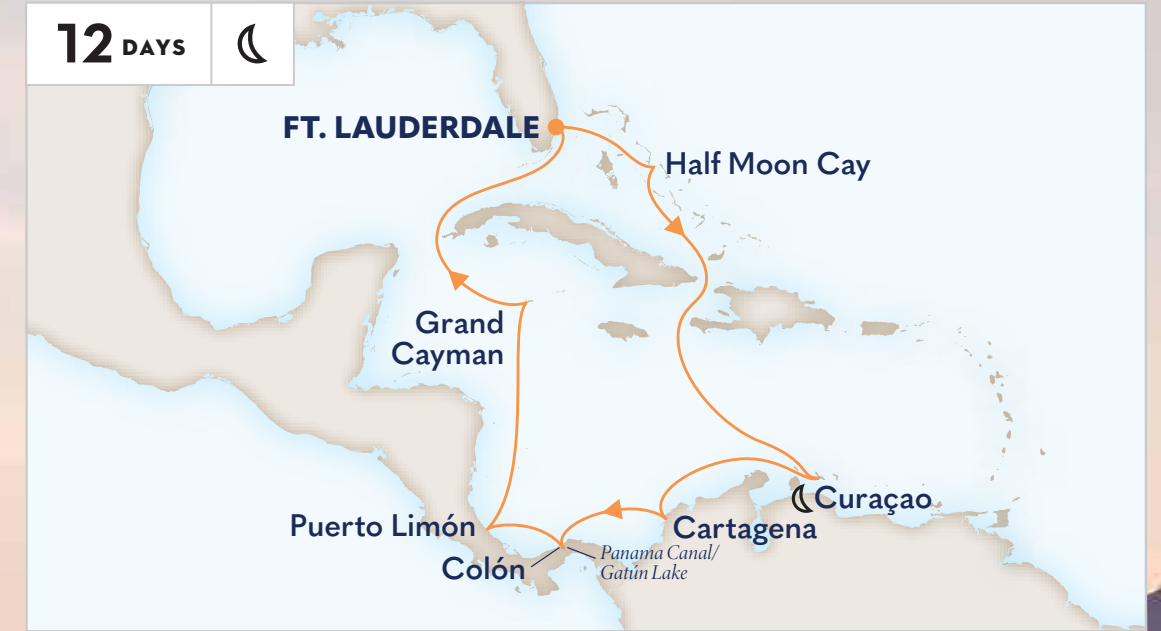 12 DAYS
FT. LAUDERDALE
Half Moon Cay
Grand
Cayman
Curaçao
Cartagena
Puerto Limón
Colón
Panama Canal/
Gatún Lake